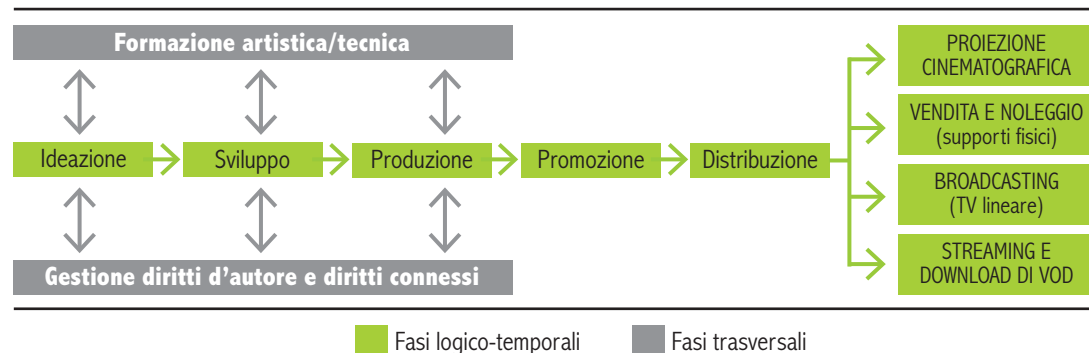 Formazione artistica/tecnica
Ideazione
Sviluppo
Produzione
Promozione
Distribuzione
Gestione diritti d'autore e diritti connessi
PROIEZIONE
CINEMATOGRAFICA
VENDITA E NOLEGGIO
(supporti fisici)
BROADCASTING
(TV lineare)
STREAMING E
DOWNLOAD DI VOD
Fasi logico-temporali
Fasi trasversali